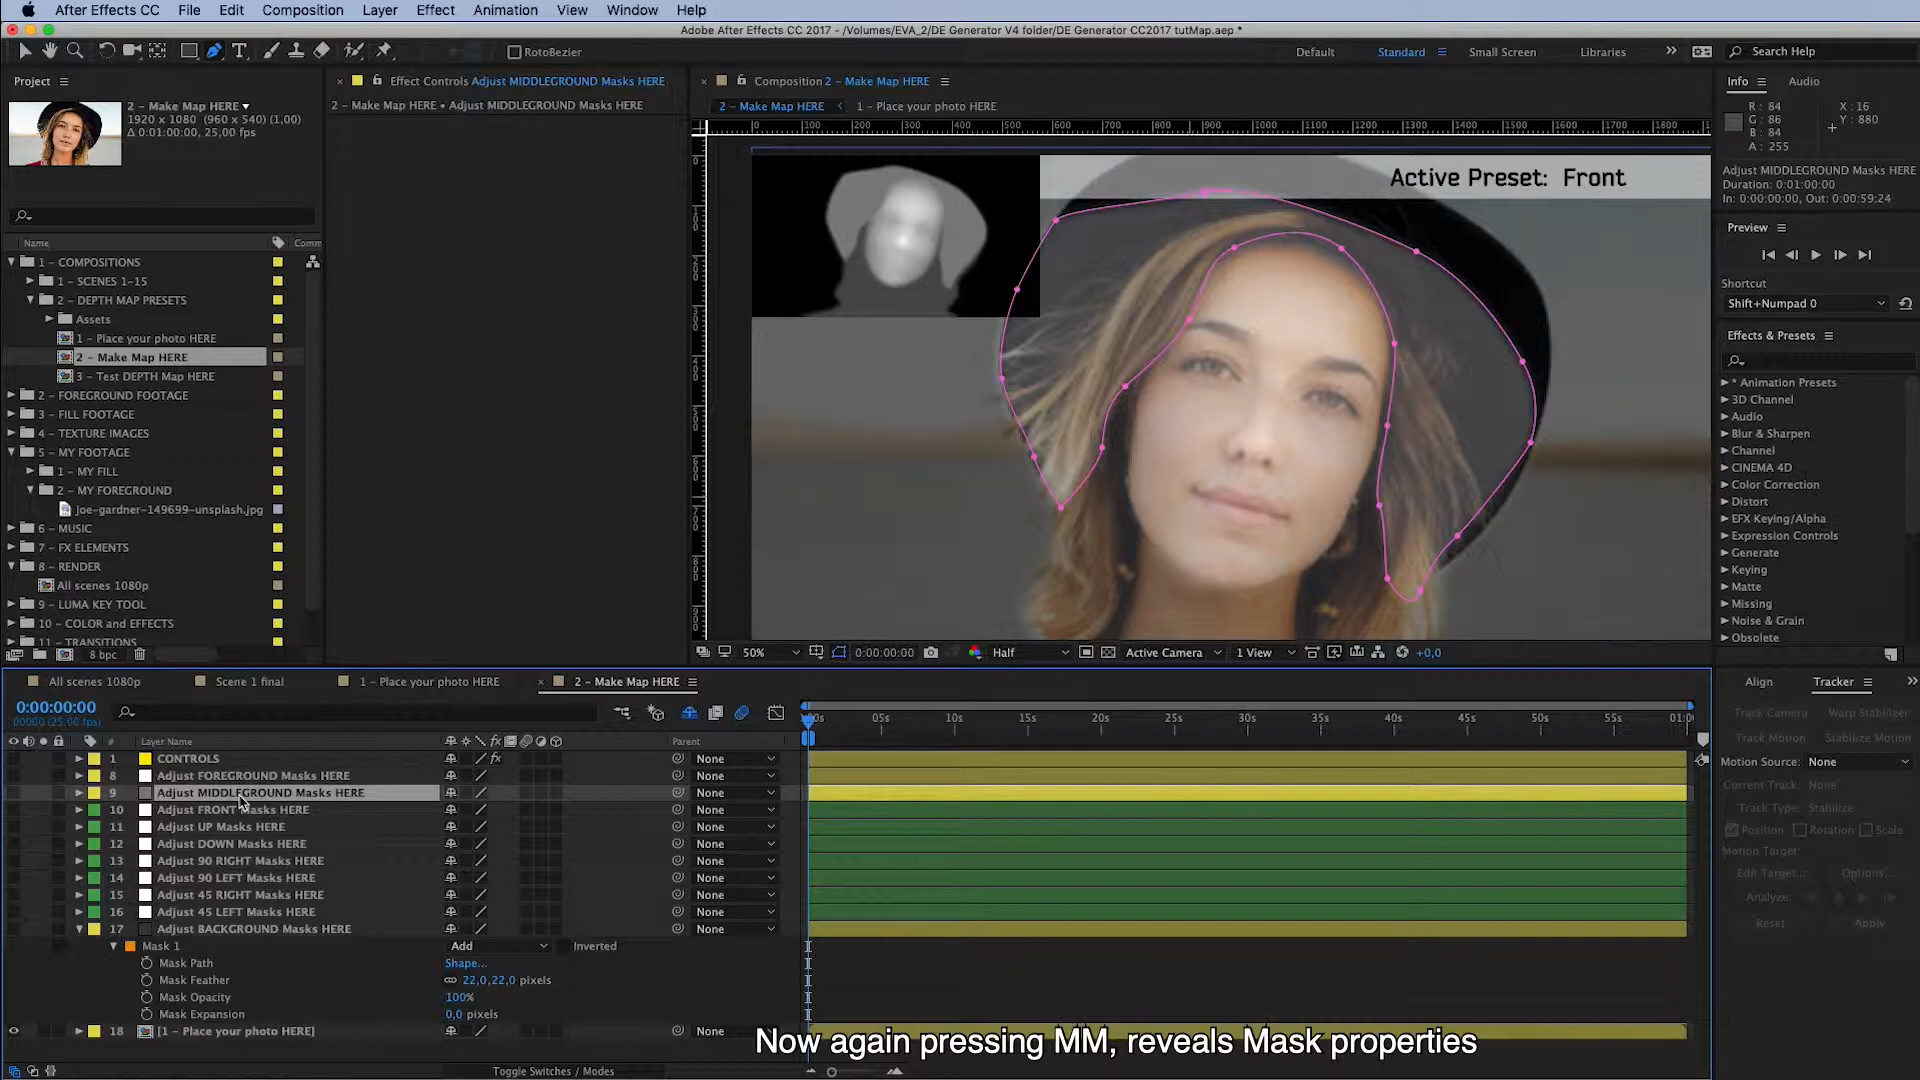 After Effects CC File Edit Composition Layer Effect Animation View Window Help
Adobe After Effects CC 2017 - /Volumes/EVA_2/DE Generator V4 folder/DE Generator CC2017 tutMap.aep *
RotoBezier Default Standard Small Screen Libraries Search Help
Project
Effect Controls Adjust MIDDLEGROUND Masks HERE
Composition 2 - Make Map HERE
Info Audio
2 - Make Map HERE
1920 x 1080 (960 x 540) (1,00)
Δ 0:01:00:00, 25,00 fps
2 - Make Map HERE • Adjust MIDDLEGROUND Masks HERE
2 - Make Map HERE 1 - Place your photo HERE
R : 84
G : 86
B : 84
A : 255
X : 16
Y : 880
0 100 200 300 400 500 600 700 800 900 1000 1100 1200 1300 1400 1500 1600 1700 1800
Active Preset: Front
Adjust MIDDLEGROUND Masks HERE
Duration: 0:01:00:00
In: 0:00:00:00, Out: 0:00:59:24
Preview
Shortcut
Shift+Numpad 0
Effects & Presets
* Animation Presets
3D Channel
Audio
Blur & Sharpen
Channel
CINEMA 4D
Color Correction
Distort
EFX Keying/Alpha
Expression Controls
Generate
Keying
Matte
Missing
Noise & Grain
Obsolete
Name Comm
1 - COMPOSITIONS
1 - SCENES 1-15
2 - DEPTH MAP PRESETS
Assets
1 - Place your photo HERE
2 - Make Map HERE
3 - Test DEPTH Map HERE
2 - FOREGROUND FOOTAGE
3 - FILL FOOTAGE
4 - TEXTURE IMAGES
5 - MY FOOTAGE
1 - MY FILL
2 - MY FOREGROUND
joe-gardner-149699-unsplash.jpg
6 - MUSIC
7 - FX ELEMENTS
8 - RENDER
All scenes 1080p
9 - LUMA KEY TOOL
10 - COLOR and EFFECTS
11 - TRANSITIONS
8 bpc
50% 0:00:00:00 Half Active Camera 1 View +0,0
All scenes 1080p Scene 1 final 1 - Place your photo HERE 2 - Make Map HERE
Align Tracker
0:00:00:00
00000 (25.00 fps)
05s 10s 15s 20s 25s 30s 35s 40s 45s 50s 55s 01:0
# Layer Name Parent
1 CONTROLS None
8 Adjust FOREGROUND Masks HERE None
9 Adjust MIDDLEGROUND Masks HERE None
10 Adjust FRONT Masks HERE None
11 Adjust UP Masks HERE None
12 Adjust DOWN Masks HERE None
13 Adjust 90 RIGHT Masks HERE None
14 Adjust 90 LEFT Masks HERE None
15 Adjust 45 RIGHT Masks HERE None
16 Adjust 45 LEFT Masks HERE None
17 Adjust BACKGROUND Masks HERE None
Mask 1 Add Inverted
Mask Path Shape...
Mask Feather 22,0,22,0 pixels
Mask Opacity 100%
Mask Expansion 0,0 pixels
18 [1 - Place your photo HERE] None
Toggle Switches / Modes
Track Camera Warp Stabilizer
Track Motion Stabilize Motion
Motion Source: None
Current Track: None
Track Type: Stabilize
Position Rotation Scale
Motion Target:
Edit Target... Options...
Analyze:
Reset Apply
Now again pressing MM, reveals Mask properties